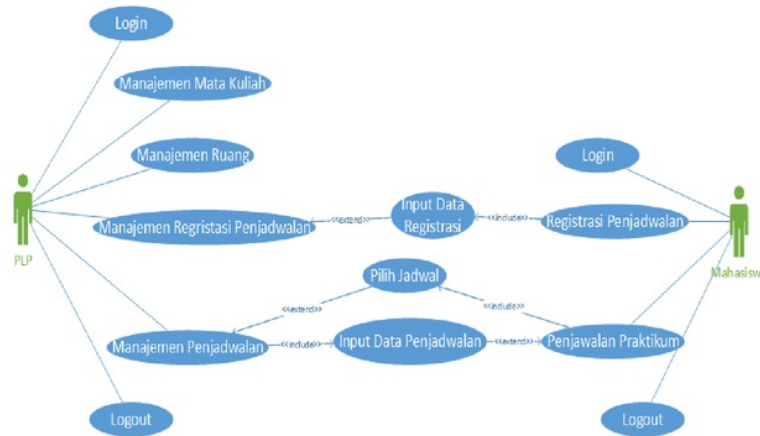 Login
Manajemen Mata Kuliah
Manajemen Ruang
Login
Input Data
Registrasi
Manajemen Regristasi Penjadwalan
<<extend>>
<<include>>
Registrasi Penjadwalan
PLP
Mahasisw
Pilih Jadwal
<<extend>>
<<include>>
Manajemen Penjadwalan
<<include>>
Input Data Penjadwalan
<<extend>>
Penjawalan Praktikum
Logout
Logout